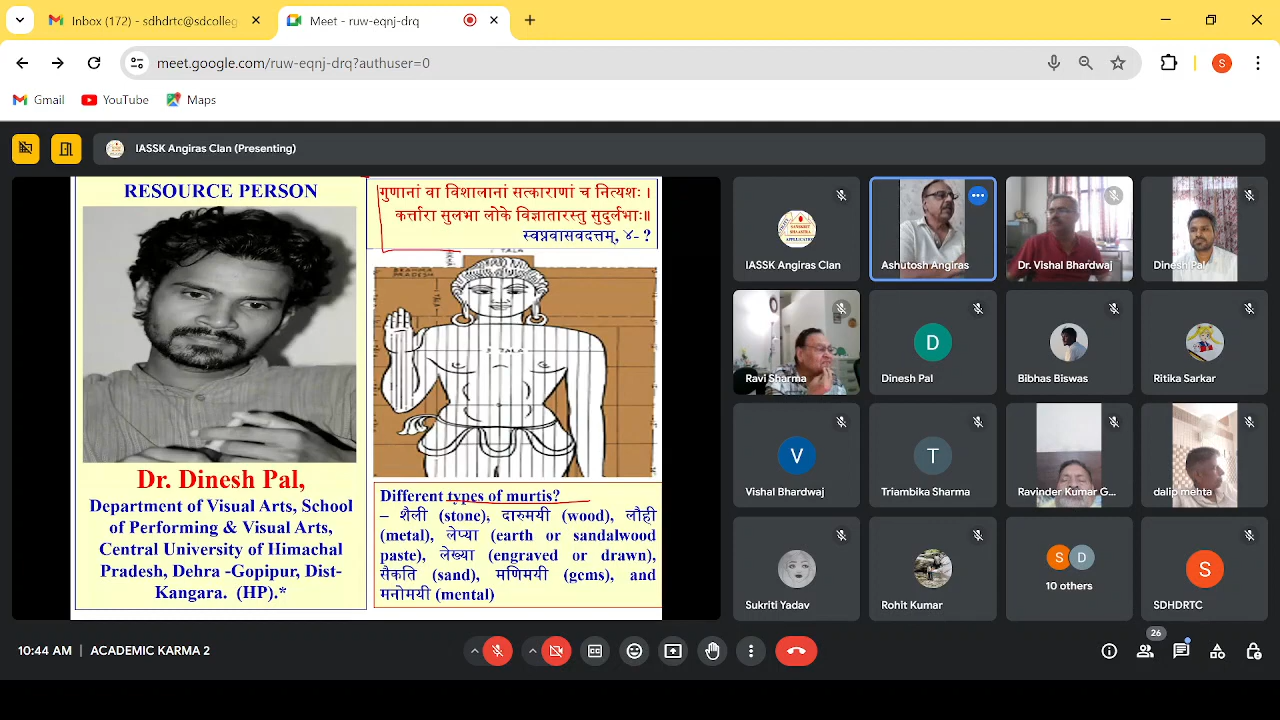 Inbox (172) - sdhdrtc@sdcolleg
Meet - ruw-eqnj-drq
meet.google.com/ruw-eqnj-drq?authuser=0
Gmail
YouTube
Maps
IASSK Angiras Clan (Presenting)
RESOURCE PERSON
Dr. Dinesh Pal,
Department of Visual Arts, School
of Performing & Visual Arts,
Central University of Himachal
Pradesh, Dehra -Gopipur, Dist-
Kangara. (HP).*
गुणानां वा विशालानां सत्काराणां च नित्यशः ।
कर्त्तारा सुलभा लोके विज्ञातारस्तु सुदुर्लभाः॥
स्वप्नवासवदत्तम्, ४- ?
1 TALA
BRAHMA
PRADESH
TALA
Different types of murtis?
– शैली (stone), दारुमयी (wood), लौही
(metal), लेप्या (earth or sandalwood
paste), लेख्या (engraved or drawn),
सैकति (sand), मणिमयी (gems), and
मनोमयी (mental)
IASSK Angiras Clan
Ashutosh Angiras
Dr. Vishal Bhardwaj
Dinesh Pal
Ravi Sharma
D
Dinesh Pal
Bibhas Biswas
Ritika Sarkar
V
Vishal Bhardwaj
T
Triambika Sharma
Ravinder Kumar G...
dalip mehta
Sukriti Yadav
Rohit Kumar
S D
10 others
S
SDHDRTC
10:44 AM | ACADEMIC KARMA 2
26